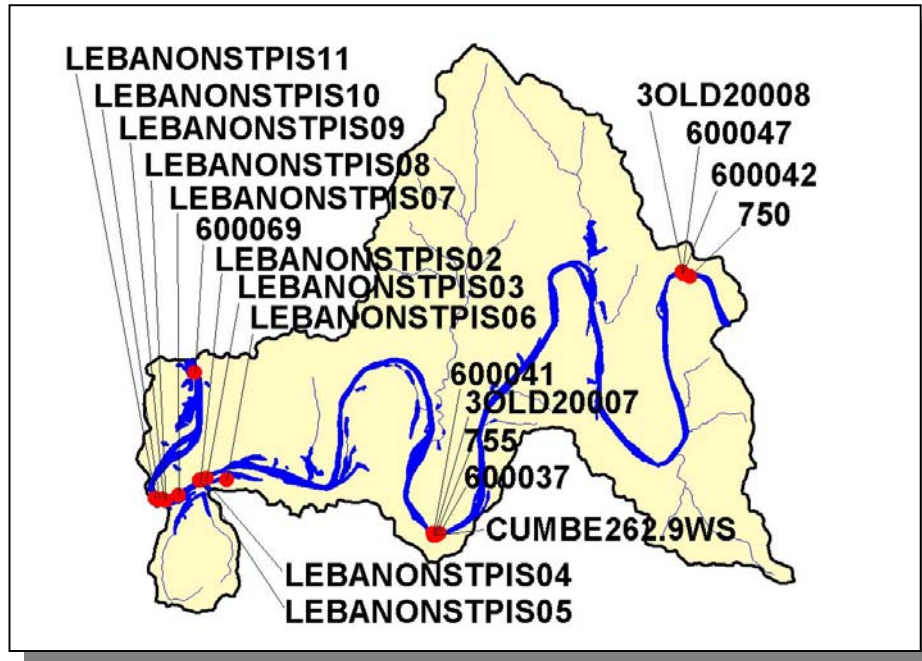 LEBANONSTPIS11
LEBANONSTPIS10
LEBANONSTPIS09
LEBANONSTPIS08
LEBANONSTPIS07
600069
LEBANONSTPIS02
LEBANONSTPIS03
LEBANONSTPIS06
3OLD20008
600047
600042
750
600041
3OLD20007
755
600037
CUMBE262.9WS
LEBANONSTPIS04
LEBANONSTPIS05